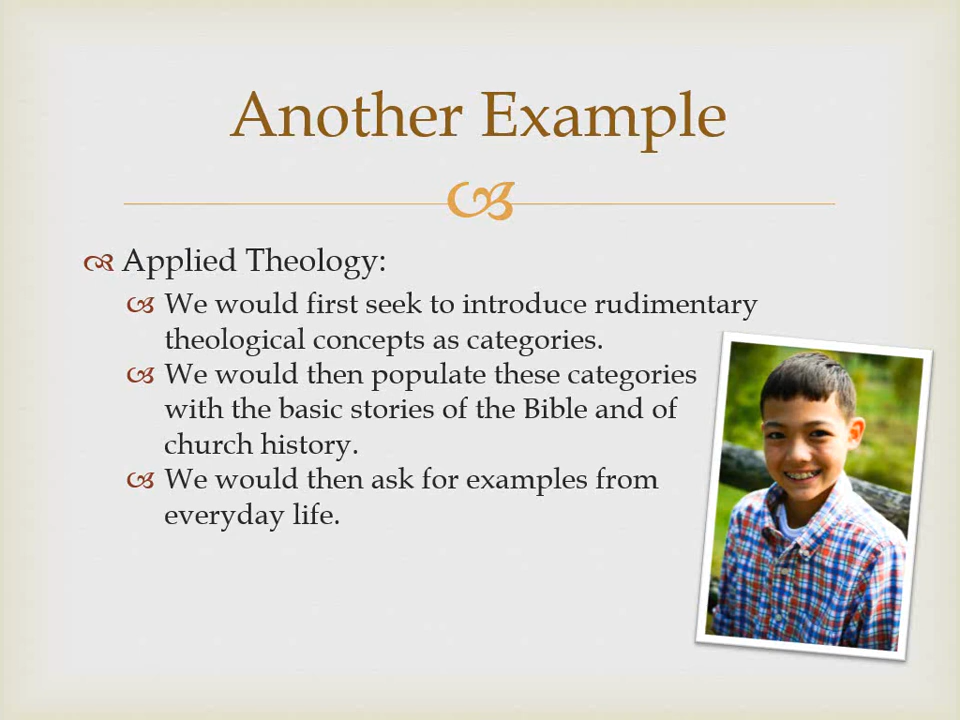 Another Example
Applied Theology:
We would first seek to introduce rudimentary
theological concepts as categories.
We would then populate these categories
with the basic stories of the Bible and of
church history.
We would then ask for examples from
everyday life.